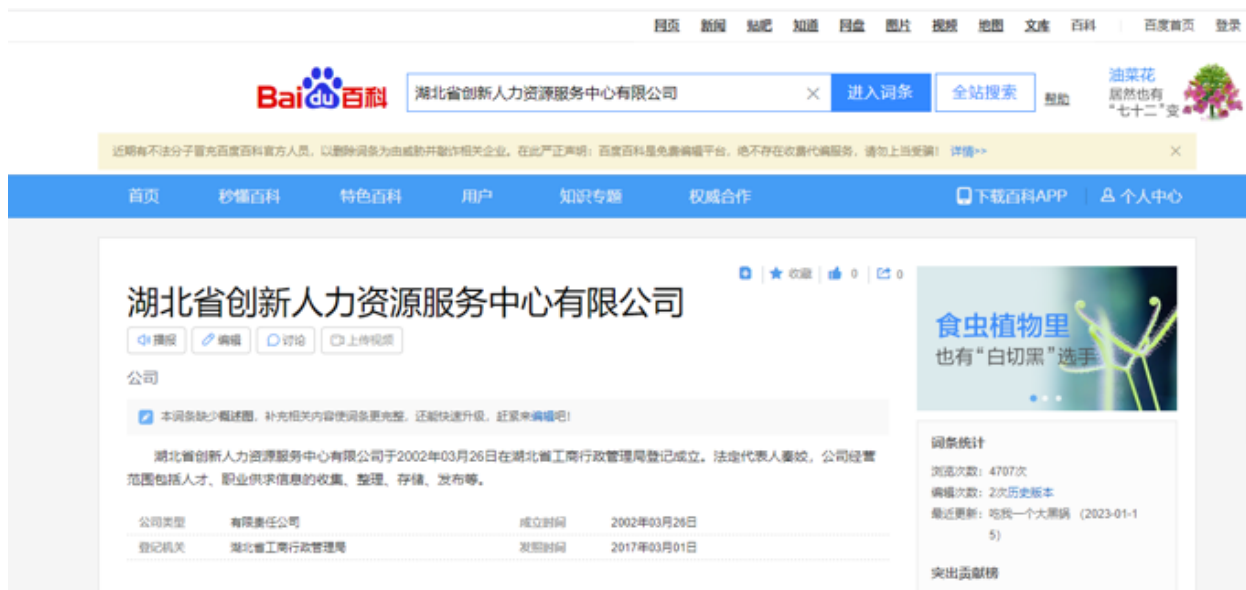 网页 新闻 贴吧 知道 网盘 图片 视频 地图 文库 百科 百度首页 登录
Baidu百科 湖北省创新人力资源服务中心有限公司 进入词条 全站搜索 帮助
油菜花
居然也有
“七十二”变
近期有不法分子冒充百度百科官方人员，以删除词条为由威胁并敲诈相关企业。在此严正声明：百度百科是免费编辑平台，绝不存在收费代编服务，请勿上当受骗！ 详情>>
首页 秒懂百科 特色百科 用户 知识专题 权威合作 下载百科APP 个人中心
收藏 0 0
湖北省创新人力资源服务中心有限公司
播报 编辑 讨论 上传视频
公司
本词条缺少概述图，补充相关内容使词条更完整，还能快速升级，赶紧来编辑吧！
湖北省创新人力资源服务中心有限公司于2002年03月26日在湖北省工商行政管理局登记成立。法定代表人秦姣，公司经营
范围包括人才、职业供求信息的收集、整理、存储、发布等。
公司类型 有限责任公司 成立时间 2002年03月26日
登记机关 湖北省工商行政管理局 发照时间 2017年03月01日
食虫植物里
也有“白切黑”选手
词条统计
浏览次数：4707次
编辑次数：2次历史版本
最近更新：吃我一个大黑锅 （2023-01-1
5)
突出贡献榜